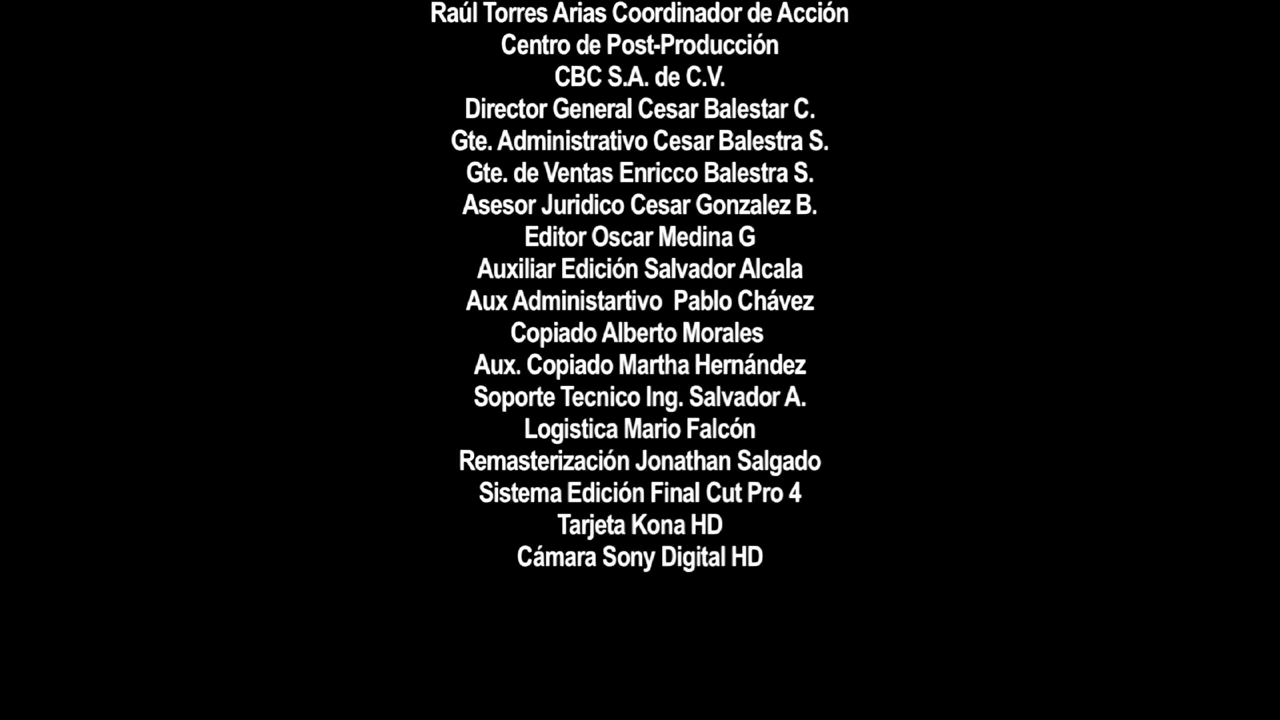 Raúl Torres Arias Coordinador de Acción
Centro de Post-Producción
CBC S.A. de C.V.
Director General Cesar Balestar C.
Gte. Administrativo Cesar Balestra S.
Gte. de Ventas Enricco Balestra S.
Asesor Juridico Cesar Gonzalez B.
Editor Oscar Medina G
Auxiliar Edición Salvador Alcala
Aux Administartivo  Pablo Chávez
Copiado Alberto Morales
Aux. Copiado Martha Hernández
Soporte Tecnico Ing. Salvador A.
Logistica Mario Falcón
Remasterización Jonathan Salgado
Sistema Edición Final Cut Pro 4
Tarjeta Kona HD
Cámara Sony Digital HD